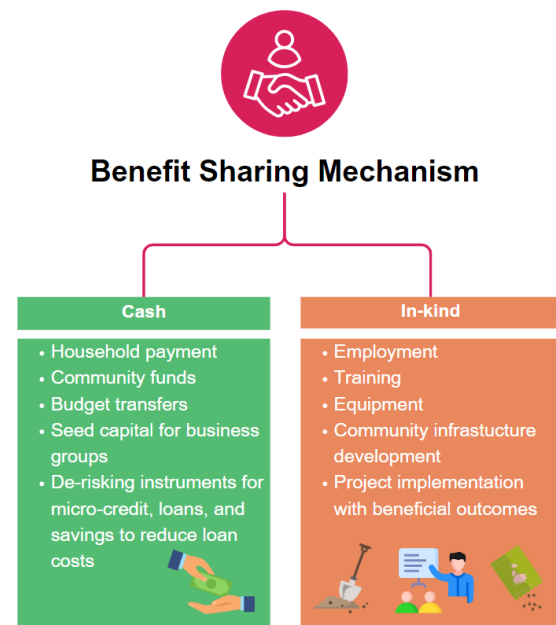 Benefit Sharing Mechanism
Cash
• Household payment
• Community funds
• Budget transfers
• Seed capital for business
groups
• De-risking instruments for
micro-credit, loans, and
savings to reduce loan
costs
In-kind
• Employment
• Training
• Equipment
• Community infrastucture
development
• Project implementation
with beneficial outcomes